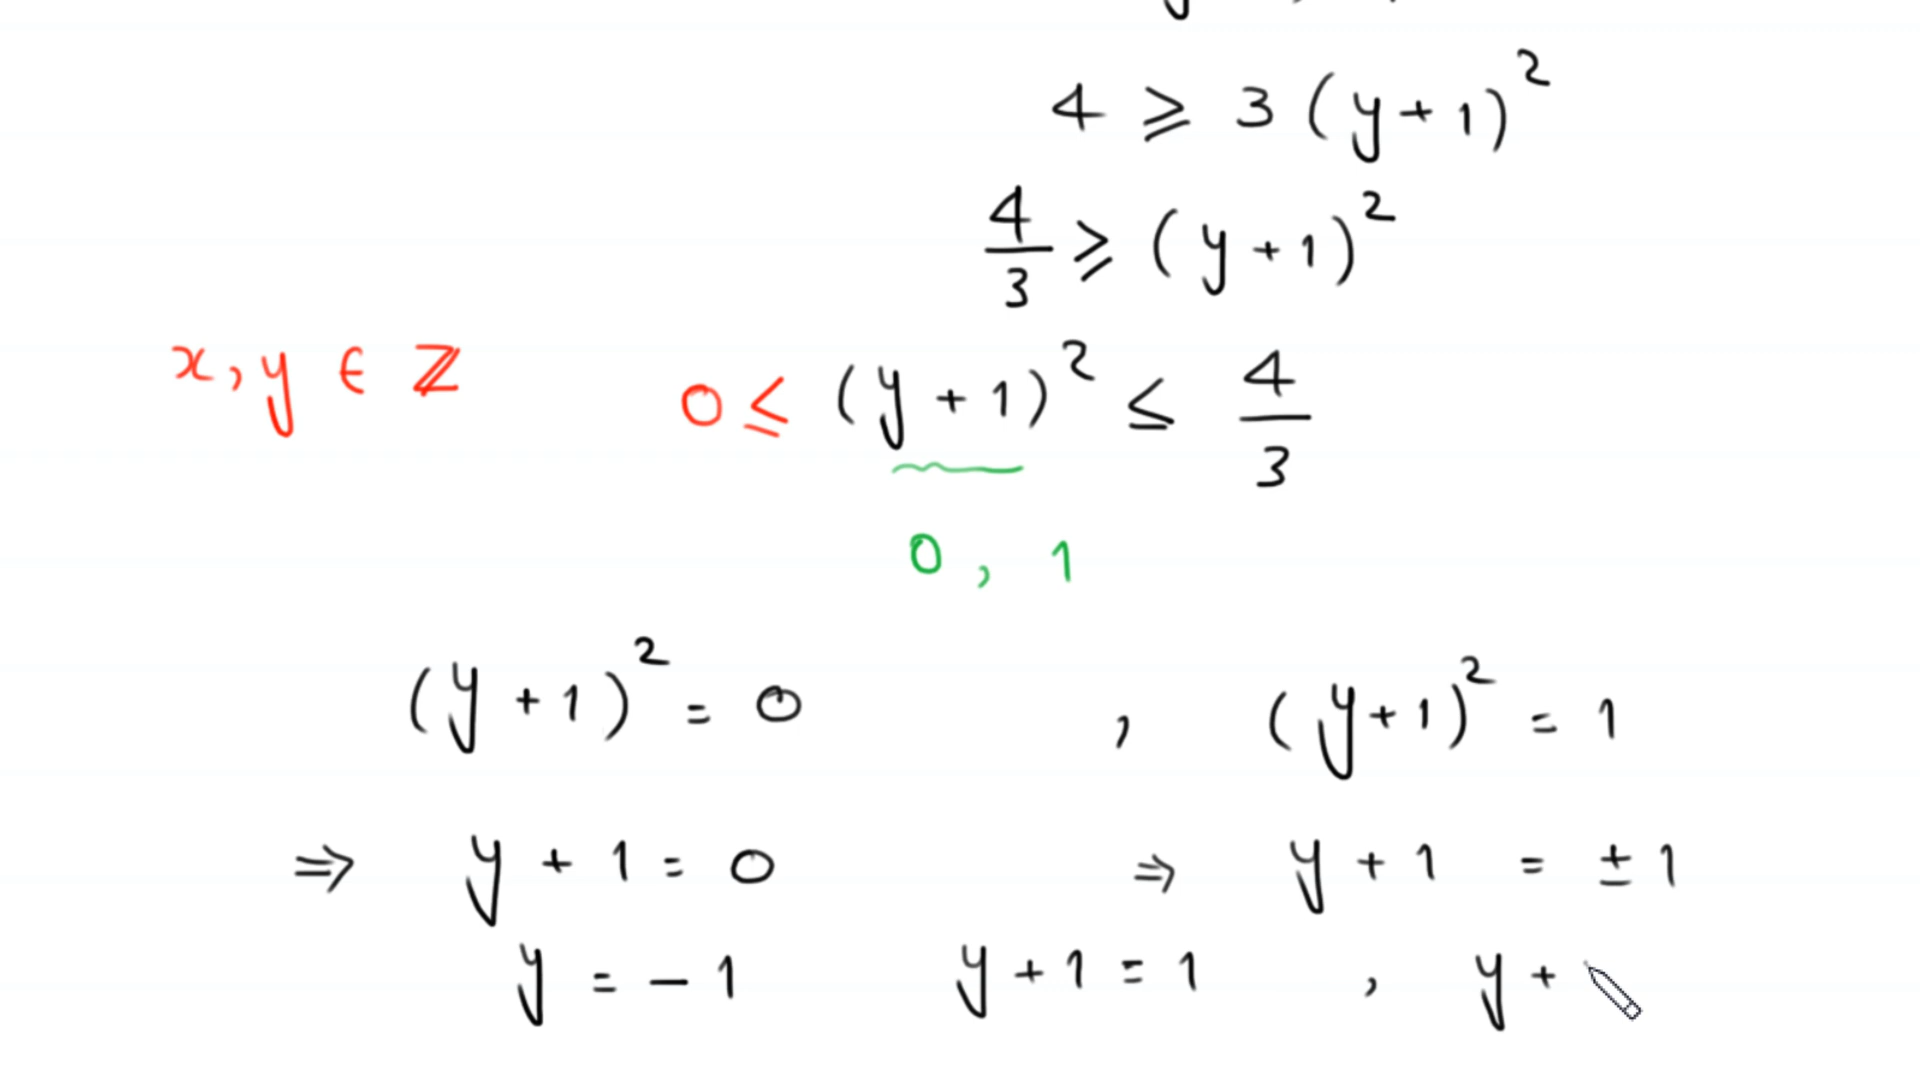 4 ⩾ 3 (y + 1)²
4/3 ⩾ (y + 1)²
x, y ∈ ℤ
0 ≤ (y + 1)² ≤ 4/3
0 , 1
(y + 1)² = 0 , (y + 1)² = 1
⇒ y + 1 = 0 ⇒ y + 1 = ± 1
y = − 1 y + 1 = 1 , y +